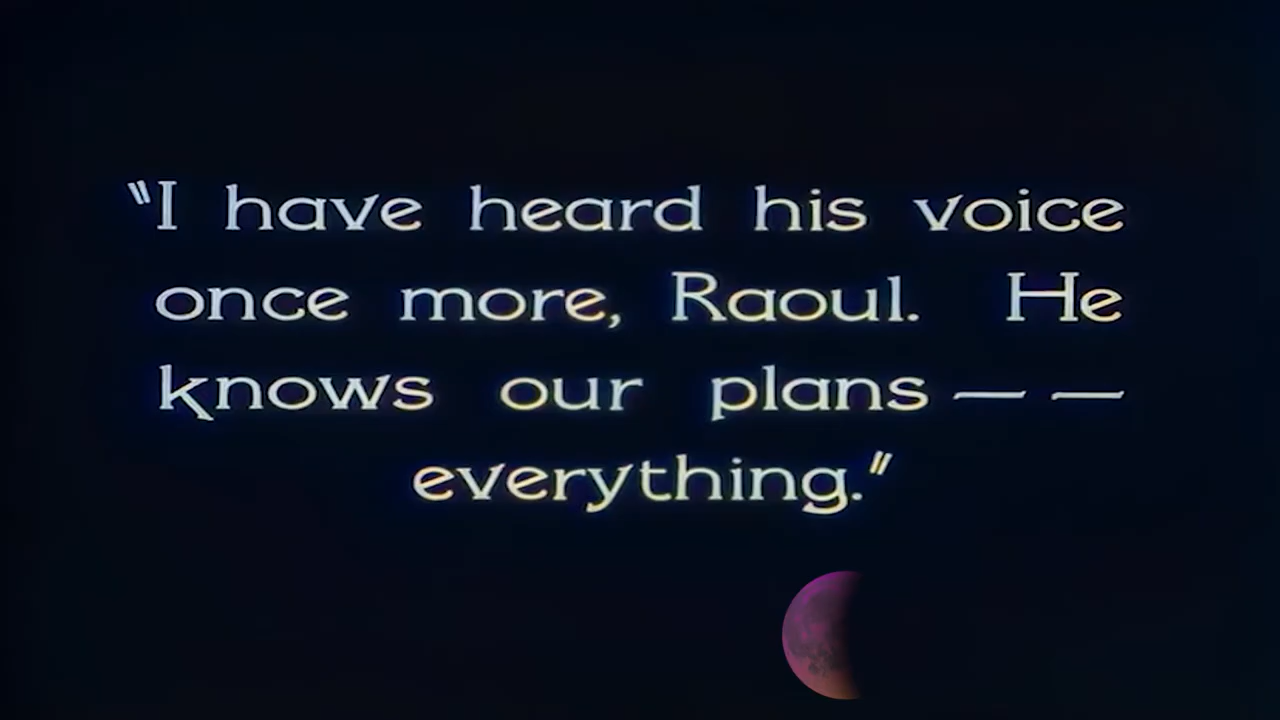 "I have heard his voice
once more, Raoul. He
knows our plans — —
everything."